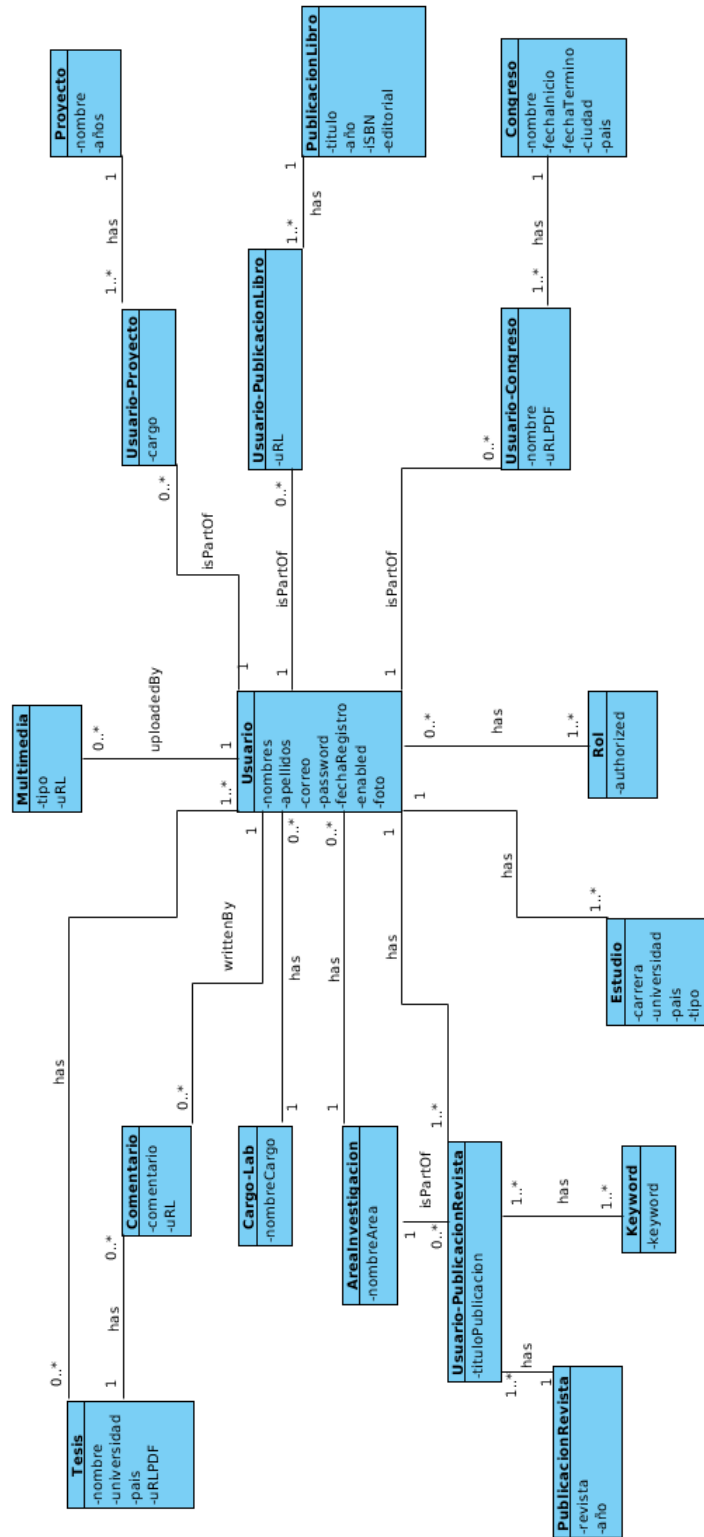 Proyecto
-nombre
-años
1
has
1..*
Usuario-Proyecto
-cargo
0..*
isPartOf
1
PublicacionLibro
-titulo
-año
-iSBN
-editorial
1
has
1..*
Usuario-PublicacionLibro
-uRL
0..*
isPartOf
1
Congreso
-nombre
-fechaInicio
-fechaTermino
-ciudad
-pais
1
has
1..*
Usuario-Congreso
-nombre
-uRLPDF
0..*
isPartOf
1
Multimedia
-tipo
-uRL
0..*
uploadedBy
1
Usuario
-nombres
-apellidos
-correo
-password
-fechaRegistro
-enabled
-foto
0..*
has
1..*
Rol
-authorized
1
has
1..*
Estudio
-carrera
-universidad
-pais
-tipo
1..*
has
0..*
Tesis
-nombre
-universidad
-pais
-uRLPDF
1
has
0..*
Comentario
-comentario
-uRL
0..*
writtenBy
1
Cargo-Lab
-nombreCargo
1
has
0..*
AreaInvestigacion
-nombreArea
1
has
0..*
1
isPartOf
0..*
1
has
1..*
Usuario-PublicacionRevista
-tituloPublicacion
1..*
has
1..*
Keyword
-keyword
1..*
has
1
PublicacionRevista
-revista
-año